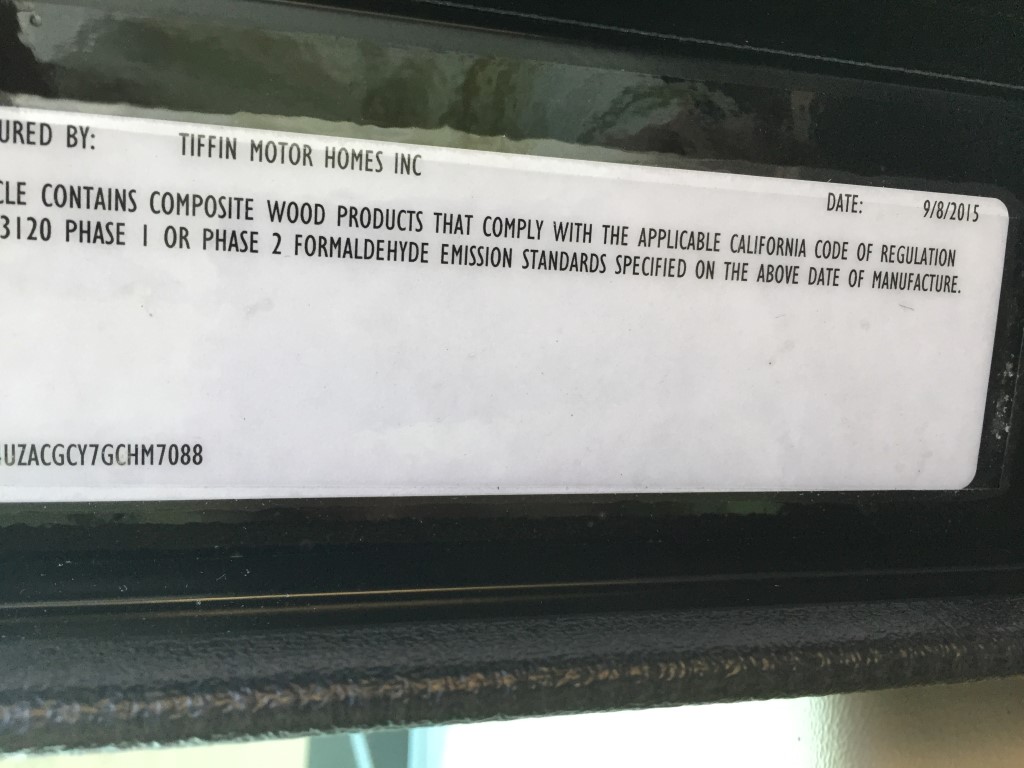 URED BY: TIFFIN MOTOR HOMES INC DATE: 9/8/2015
CLE CONTAINS COMPOSITE WOOD PRODUCTS THAT COMPLY WITH THE APPLICABLE CALIFORNIA CODE OF REGULATION
3120 PHASE 1 OR PHASE 2 FORMALDEHYDE EMISSION STANDARDS SPECIFIED ON THE ABOVE DATE OF MANUFACTURE.
UZACGCY7GCHM7088